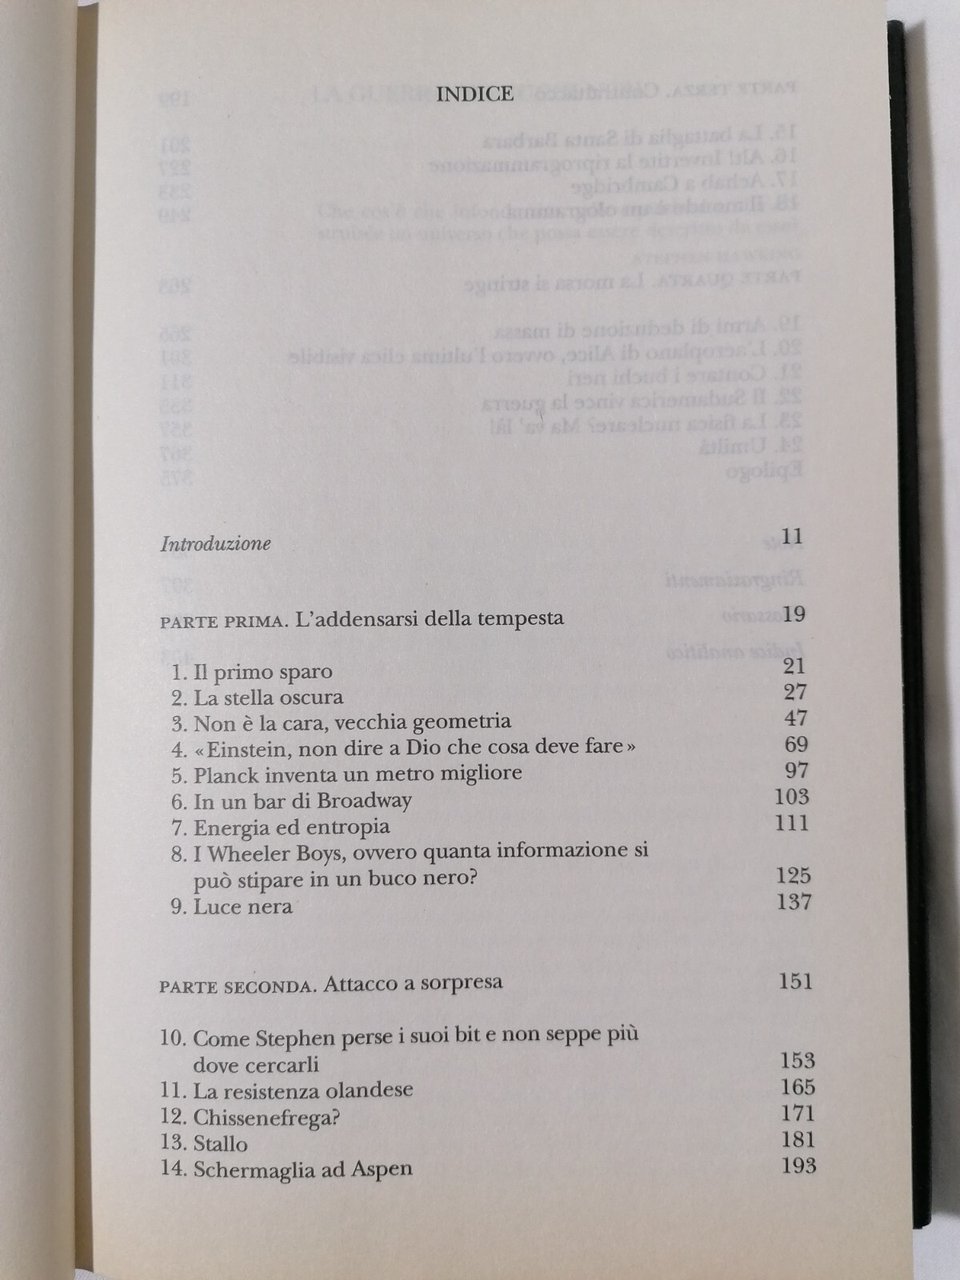 INDICE
Introduzione 11
PARTE PRIMA. L'addensarsi della tempesta 19
1. Il primo sparo 21
2. La stella oscura 27
3. Non è la cara, vecchia geometria 47
4. «Einstein, non dire a Dio che cosa deve fare» 69
5. Planck inventa un metro migliore 97
6. In un bar di Broadway 103
7. Energia ed entropia 111
8. I Wheeler Boys, ovvero quanta informazione si
può stipare in un buco nero? 125
9. Luce nera 137
PARTE SECONDA. Attacco a sorpresa 151
10. Come Stephen perse i suoi bit e non seppe più
dove cercarli 153
11. La resistenza olandese 165
12. Chissenefrega? 171
13. Stallo 181
14. Schermaglia ad Aspen 193